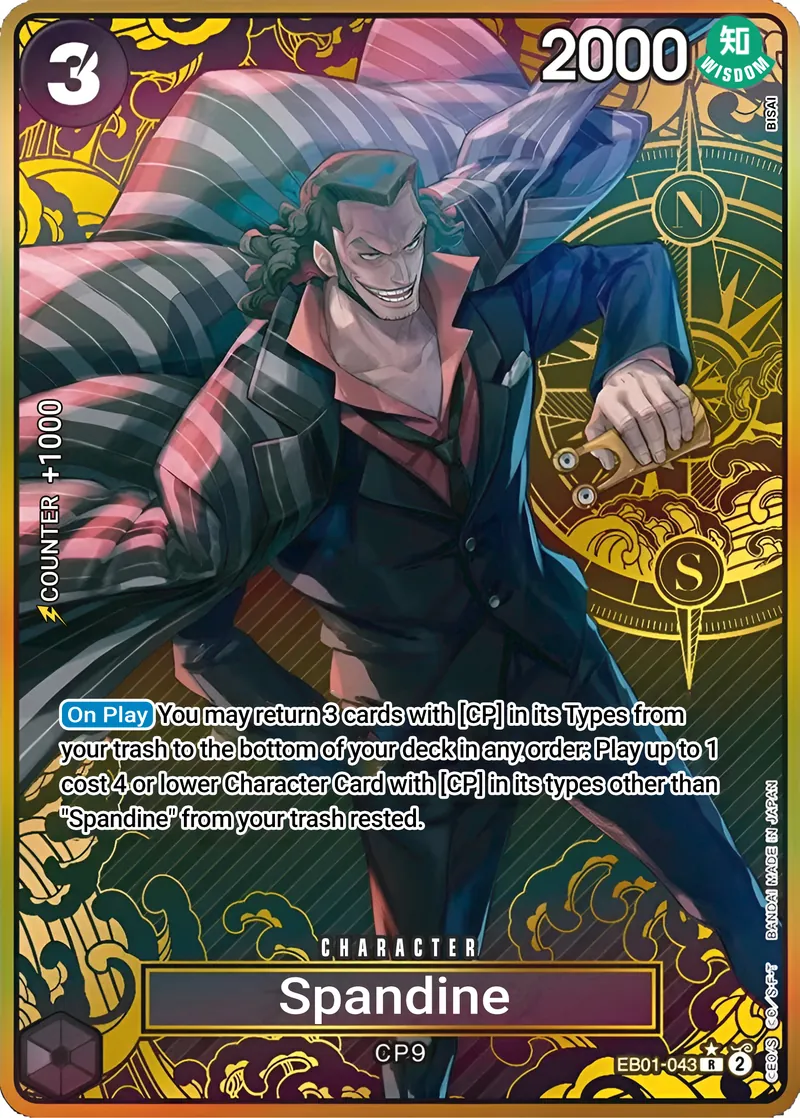 3
2000
知
WISDOM
BISAI
N
S
COUNTER +1000
On Play You may return 3 cards with [CP] in its Types from
your trash to the bottom of your deck in any order: Play up to 1
cost 4 or lower Character Card with [CP] in its types other than
"Spandine" from your trash rested.
BANDAI MADE IN JAPAN
CHARACTER
Spandine
CP9
EB01-043 R 2